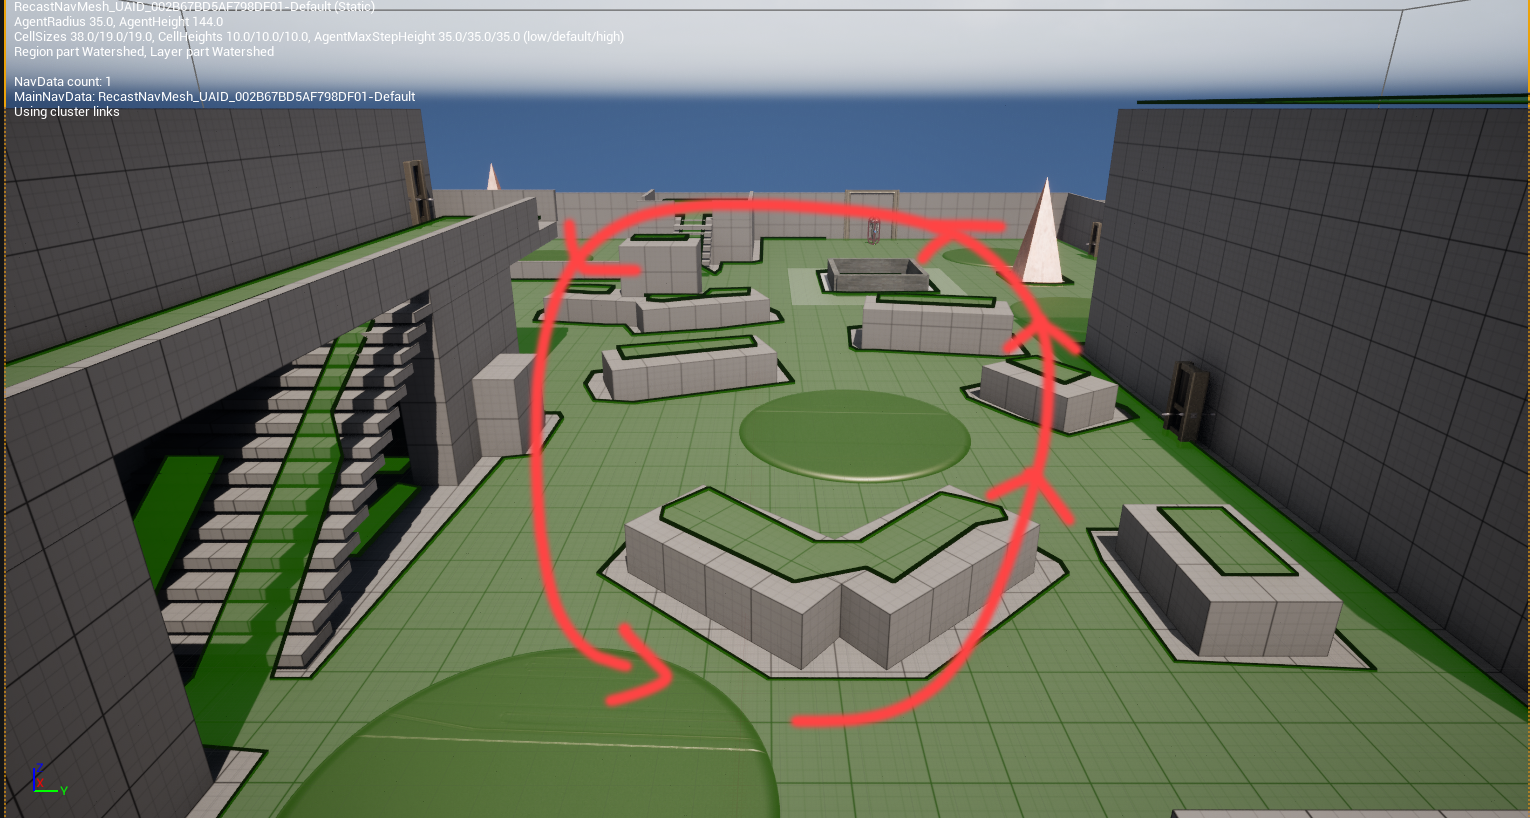 RecastNavMesh_UAID_002B67BD5AF798DF01-Default (Static)
AgentRadius 35.0, AgentHeight 144.0
CellSizes 38.0/19.0/19.0, CellHeights 10.0/10.0/10.0, AgentMaxStepHeight 35.0/35.0/35.0 (low/default/high)
Region part Watershed, Layer part Watershed
NavData count: 1
MainNavData: RecastNavMesh_UAID_002B67BD5AF798DF01-Default
Using cluster links
Z
X
Y